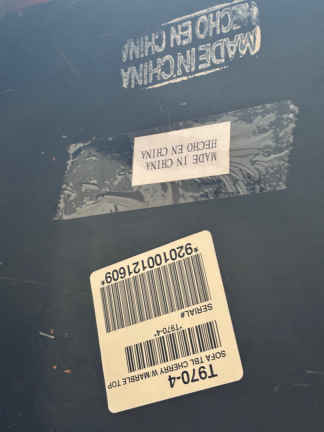 T970-4
SOFA TBL CHERRY W.MARBLE TOP
*T970-4*
SERIAL#
*920100121609*
MADE IN CHINA
HECHO EN CHINA
MADE IN CHINA
HECHO EN CHINA